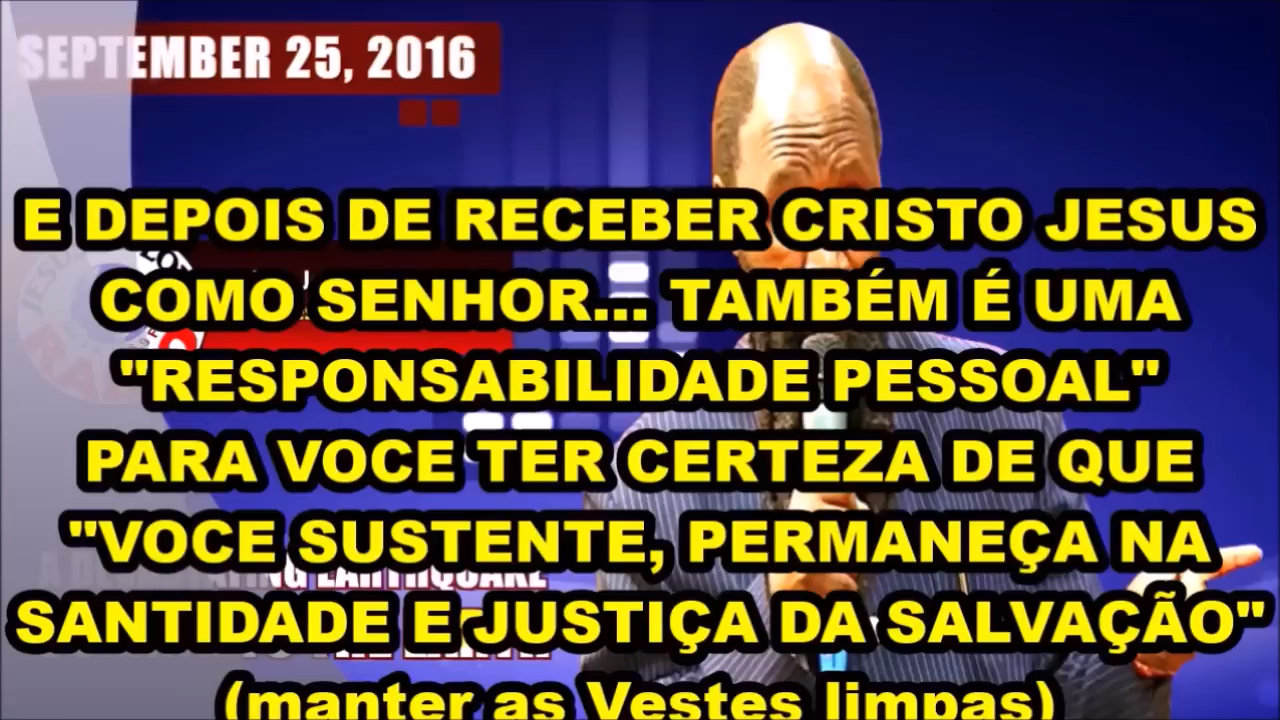 SEPTEMBER 25, 2016
E DEPOIS DE RECEBER CRISTO JESUS
COMO SENHOR... TAMBÉM É UMA
"RESPONSABILIDADE PESSOAL"
PARA VOCE TER CERTEZA DE QUE
"VOCE SUSTENTE, PERMANEÇA NA
SANTIDADE E JUSTIÇA DA SALVAÇÃO"
(manter as Vestes limpas)
EARTHQUAKE